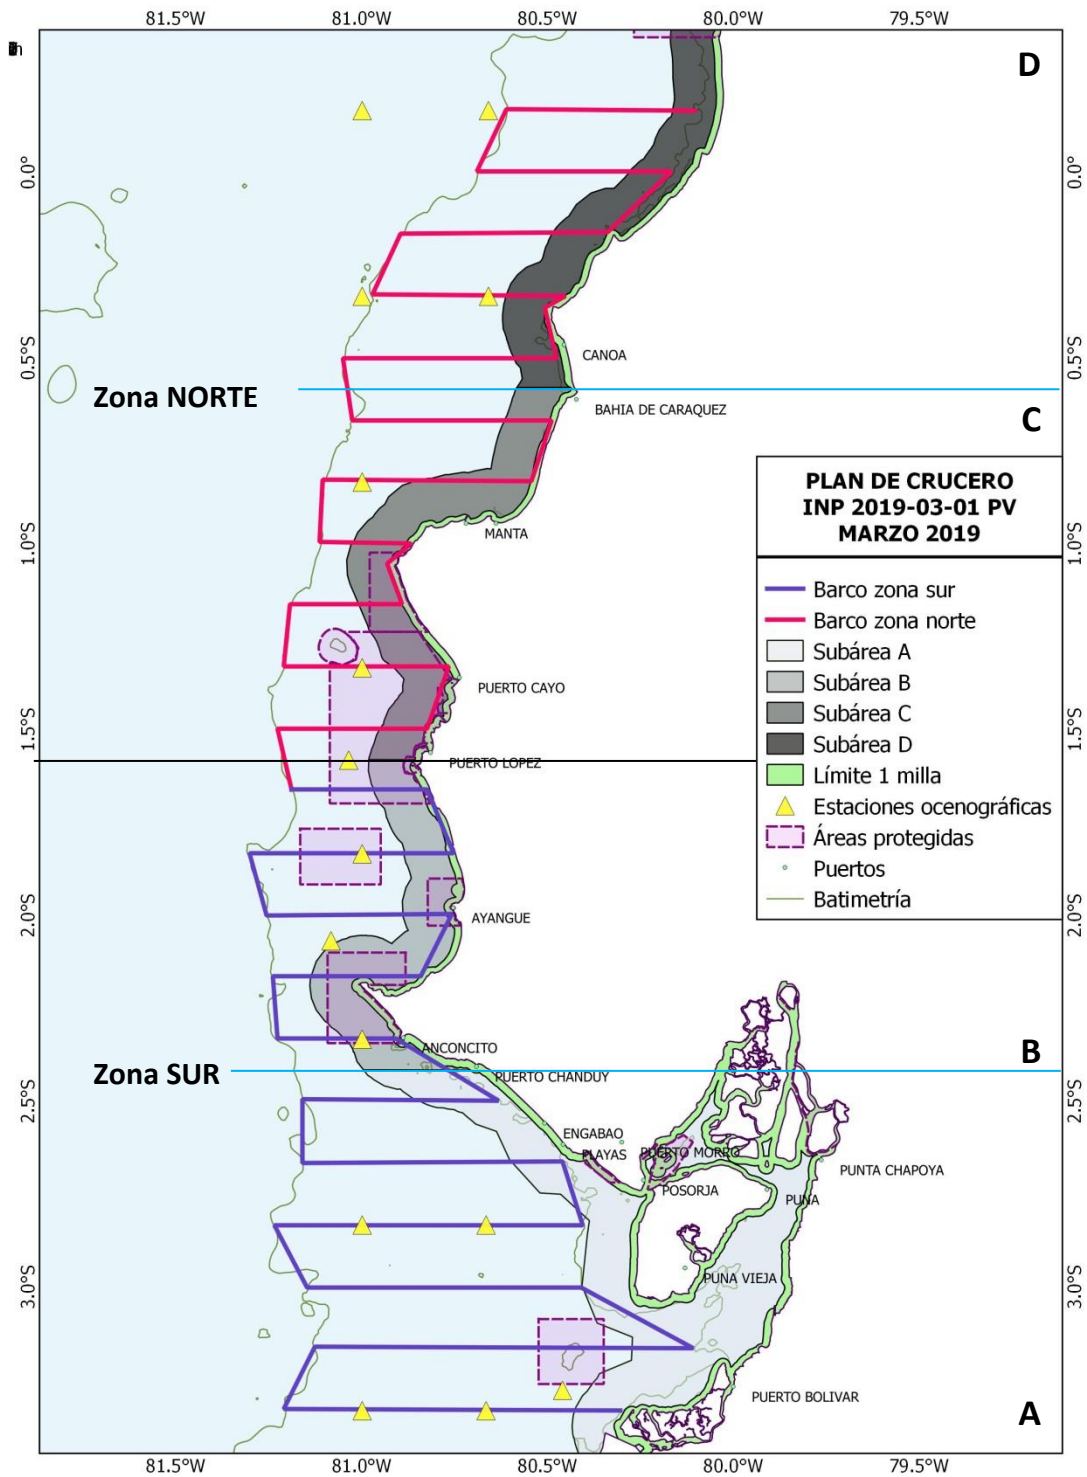 81.5°W 81.0°W 80.5°W 80.0°W 79.5°W
D
0.0° 0.0°
0.5°S 0.5°S
CANOA
Zona NORTE
BAHIA DE CARAQUEZ
C
PLAN DE CRUCERO
INP 2019-03-01 PV
MARZO 2019
MANTA
1.0°S 1.0°S
Barco zona sur
Barco zona norte
Subárea A
Subárea B
Subárea C
Subárea D
Límite 1 milla
Estaciones ocenográficas
Áreas protegidas
Puertos
Batimetría
PUERTO CAYO
1.5°S 1.5°S
PUERTO LOPEZ
2.0°S 2.0°S
AYANGUE
ANCONCITO
B
Zona SUR
PUERTO CHANDUY
2.5°S 2.5°S
ENGABAO
PLAYAS
PUERTO MORRO
PUNTA CHAPOYA
POSORJA
PUNA
PUNA VIEJA
3.0°S 3.0°S
PUERTO BOLIVAR
A
81.5°W 81.0°W 80.5°W 80.0°W 79.5°W